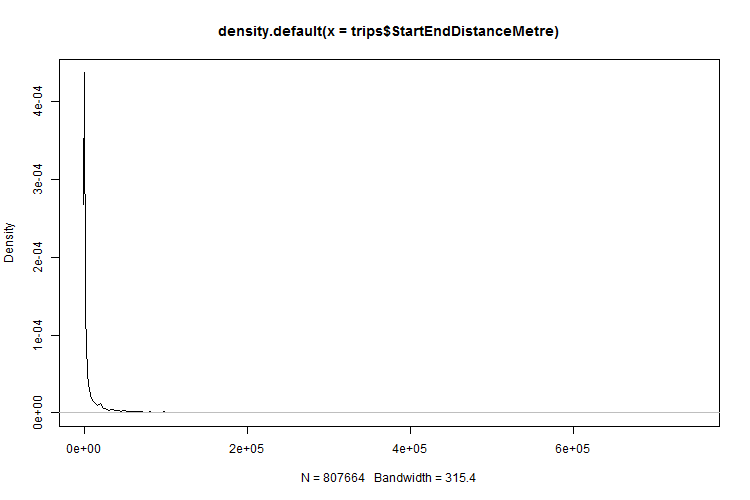 density.default(x = trips$StartEndDistanceMetre)
4e-04
3e-04
2e-04
1e-04
0e+00
Density
0e+00 2e+05 4e+05 6e+05
N = 807664 Bandwidth = 315.4